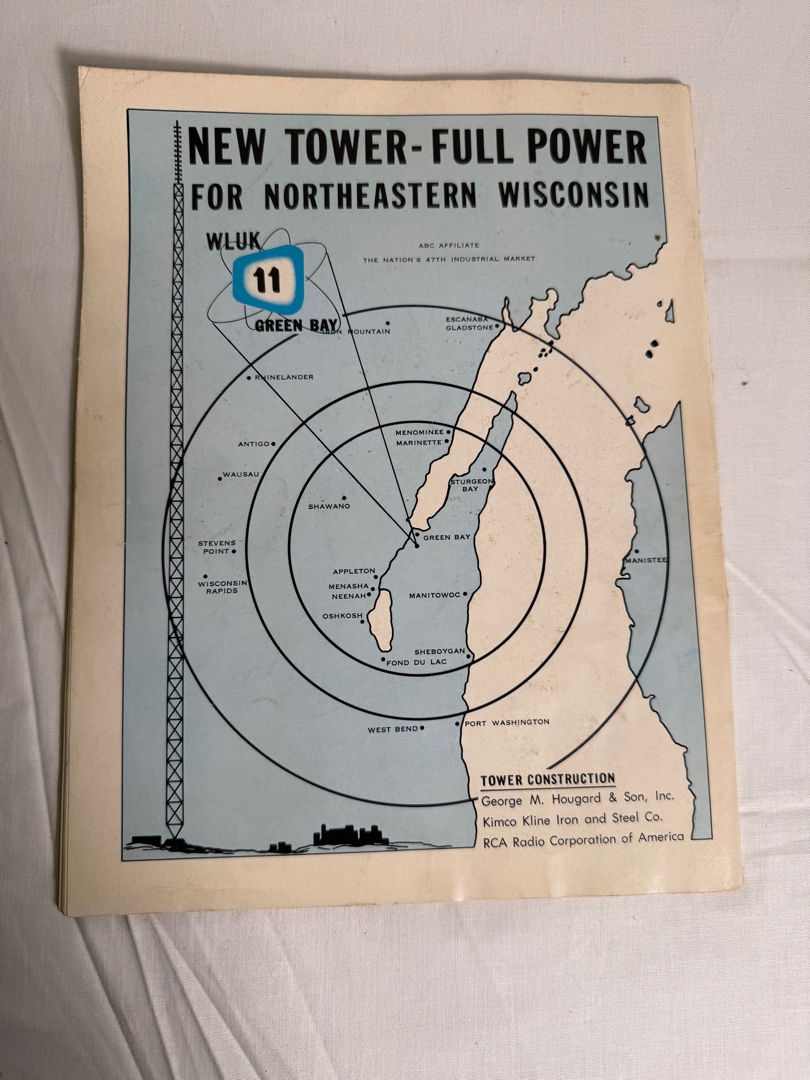 NEW TOWER-FULL POWER
FOR NORTHEASTERN WISCONSIN
WLUK
11
GREEN BAY
ABC AFFILIATE
THE NATION'S 47TH INDUSTRIAL MARKET
IRON MOUNTAIN
ESCANABA
GLADSTONE
RHINELANDER
MENOMINEE
MARINETTE
ANTIGO
WAUSAU
STURGEON
BAY
SHAWANO
GREEN BAY
STEVENS
POINT
MANISTEE
APPLETON
WISCONSIN
RAPIDS
MENASHA
NEENAH
MANITOWOC
OSHKOSH
SHEBOYGAN
FOND DU LAC
WEST BEND
PORT WASHINGTON
TOWER CONSTRUCTION
George M. Hougard & Son, Inc.
Kimco Kline Iron and Steel Co.
RCA Radio Corporation of America